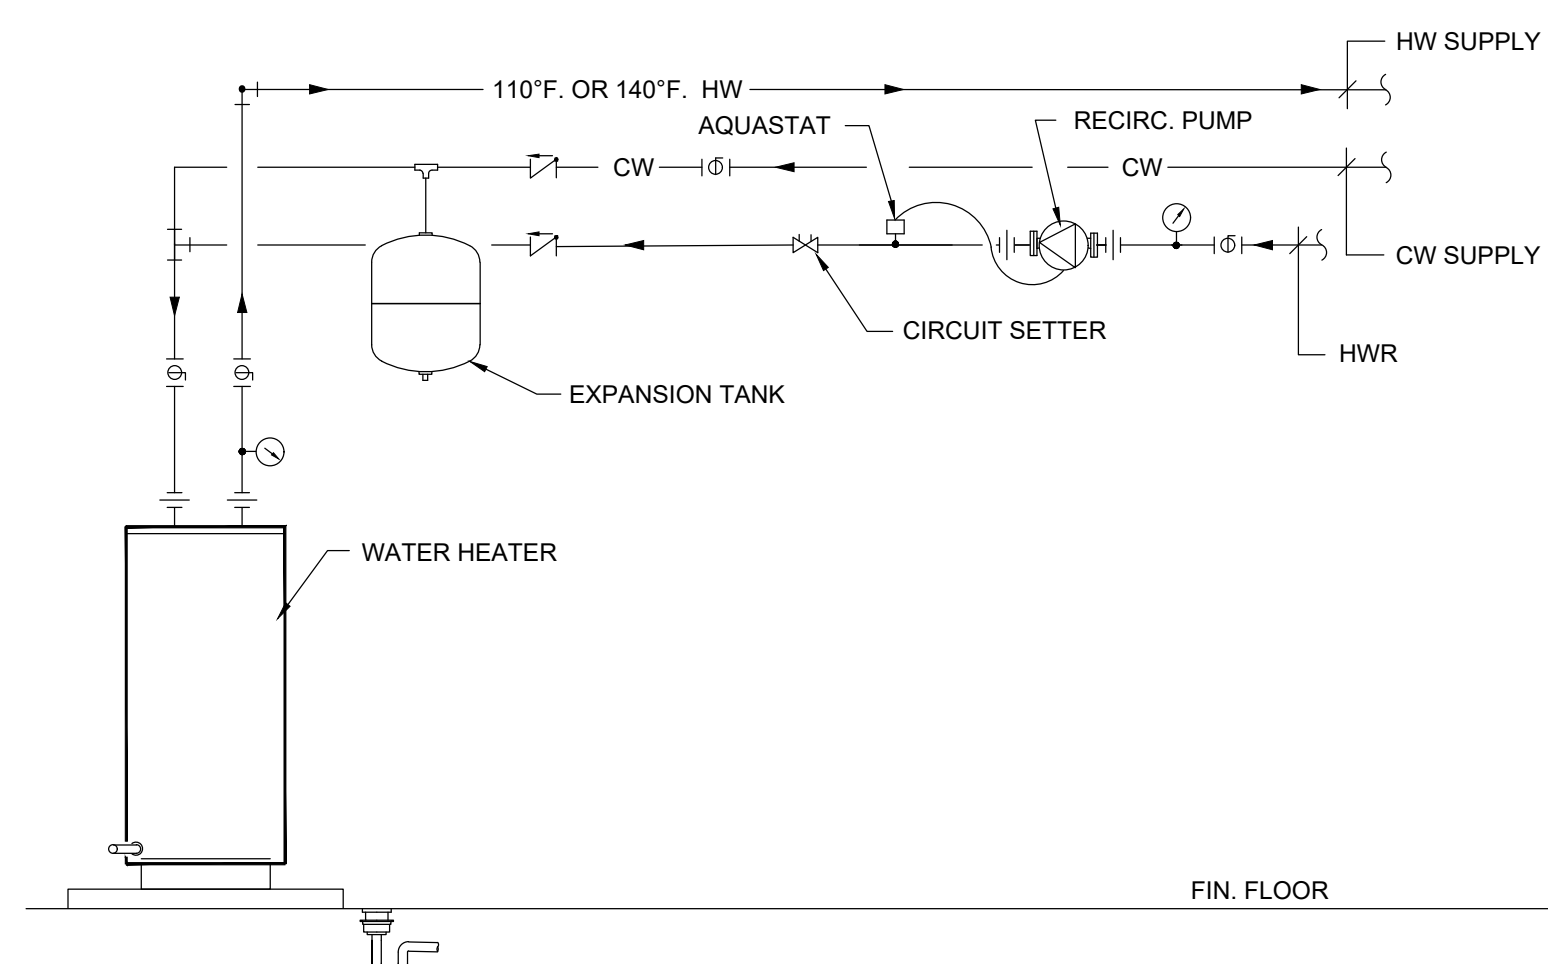 HW SUPPLY
110°F. OR 140°F. HW
AQUASTAT
RECIRC. PUMP
CW
CW
CW SUPPLY
CIRCUIT SETTER
HWR
EXPANSION TANK
WATER HEATER
FIN. FLOOR